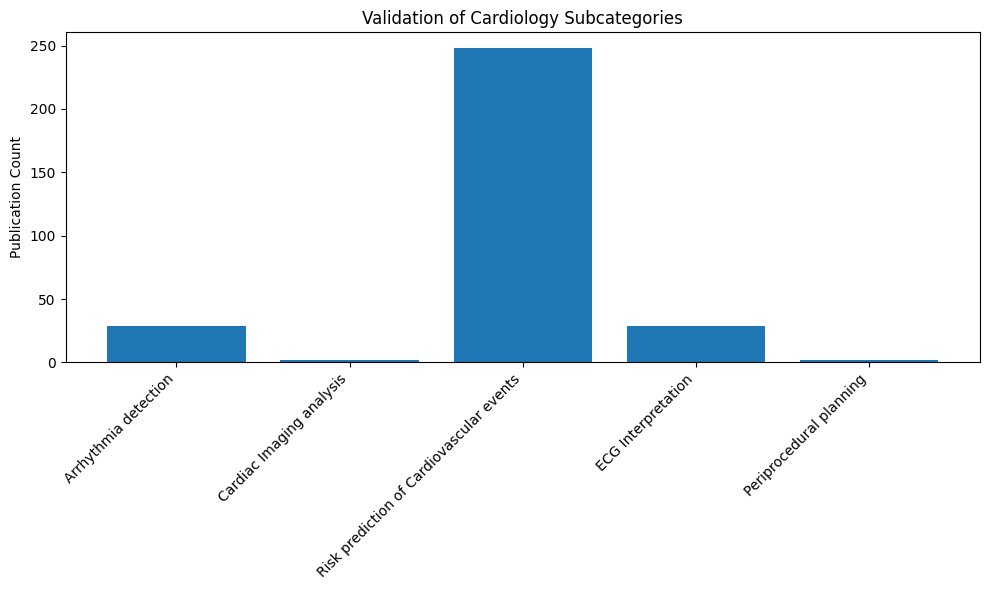 Validation of Cardiology Subcategories
Publication Count
250
200
150
100
50
0
Arrhythmia detection
Cardiac Imaging analysis
Risk prediction of Cardiovascular events
ECG Interpretation
Periprocedural planning